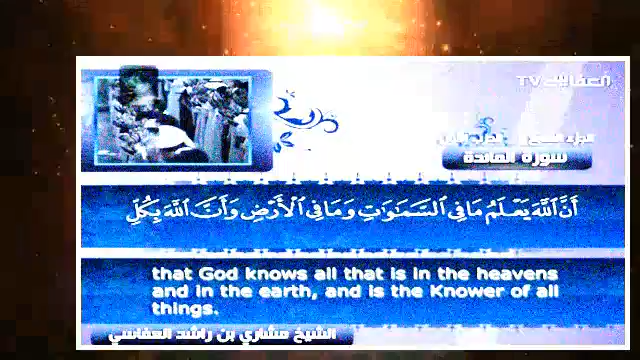 العفاسي TV
سورة المائدة
أَنَّ ٱللَّهَ يَعْلَمُ مَا فِي ٱلسَّمَٰوَٰتِ وَمَا فِي ٱلْأَرْضِ وَأَنَّ ٱللَّهَ بِكُلِّ
that God knows all that is in the heavens
and in the earth, and is the Knower of all
things.
الشيخ مشاري بن راشد العفاسي